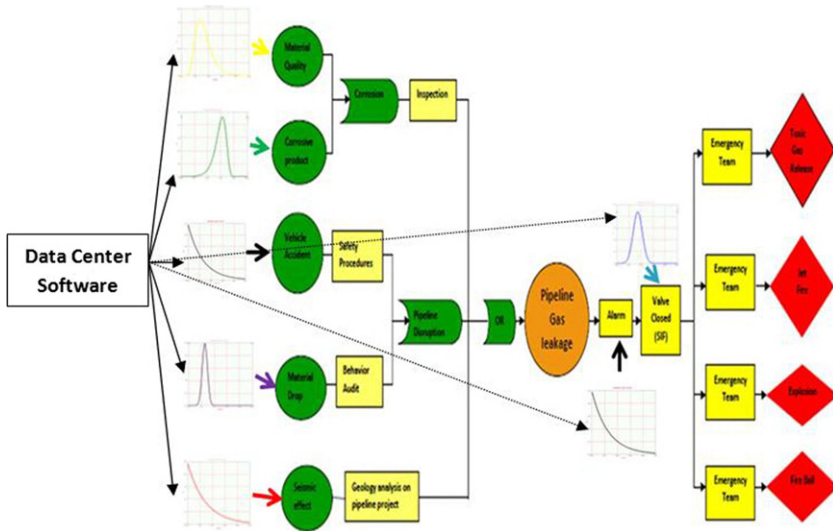 Data Center
Software
Material
Quality
Corrosive
product
Vehicle
Accident
Material
Drop
Seismic
effect
Corrosion
Inspection
Safety
Procedures
Behavior
Audit
Geology analysis on
pipeline project
Pipeline
Disruption
OR
Pipeline
Gas
leakage
Alarm
Valve
Closed
(SIF)
Emergency
Team
Toxic
Gas
Release
Emergency
Team
Jet
Fire
Emergency
Team
Explosion
Emergency
Team
Fire Ball